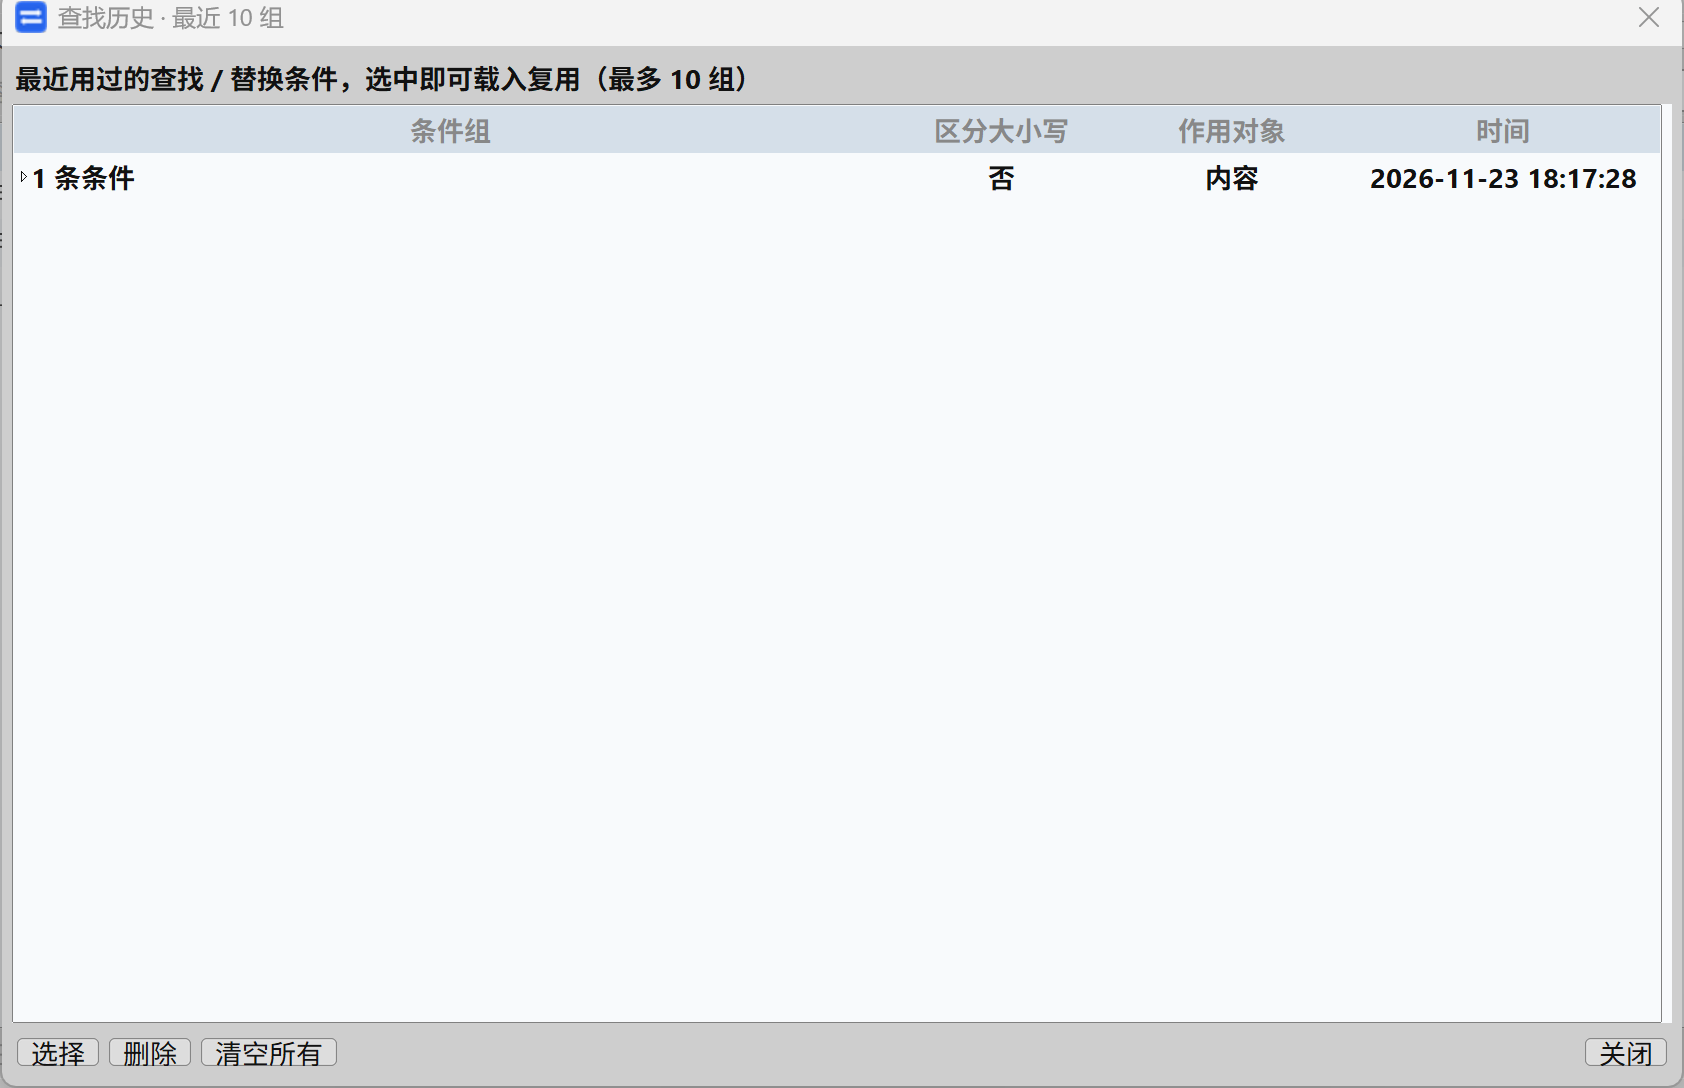 查找历史 · 最近 10 组
最近用过的查找 / 替换条件，选中即可载入复用（最多 10 组）
条件组 区分大小写 作用对象 时间
1 条条件 否 内容 2026-11-23 18:17:28
选择 删除 清空所有 关闭